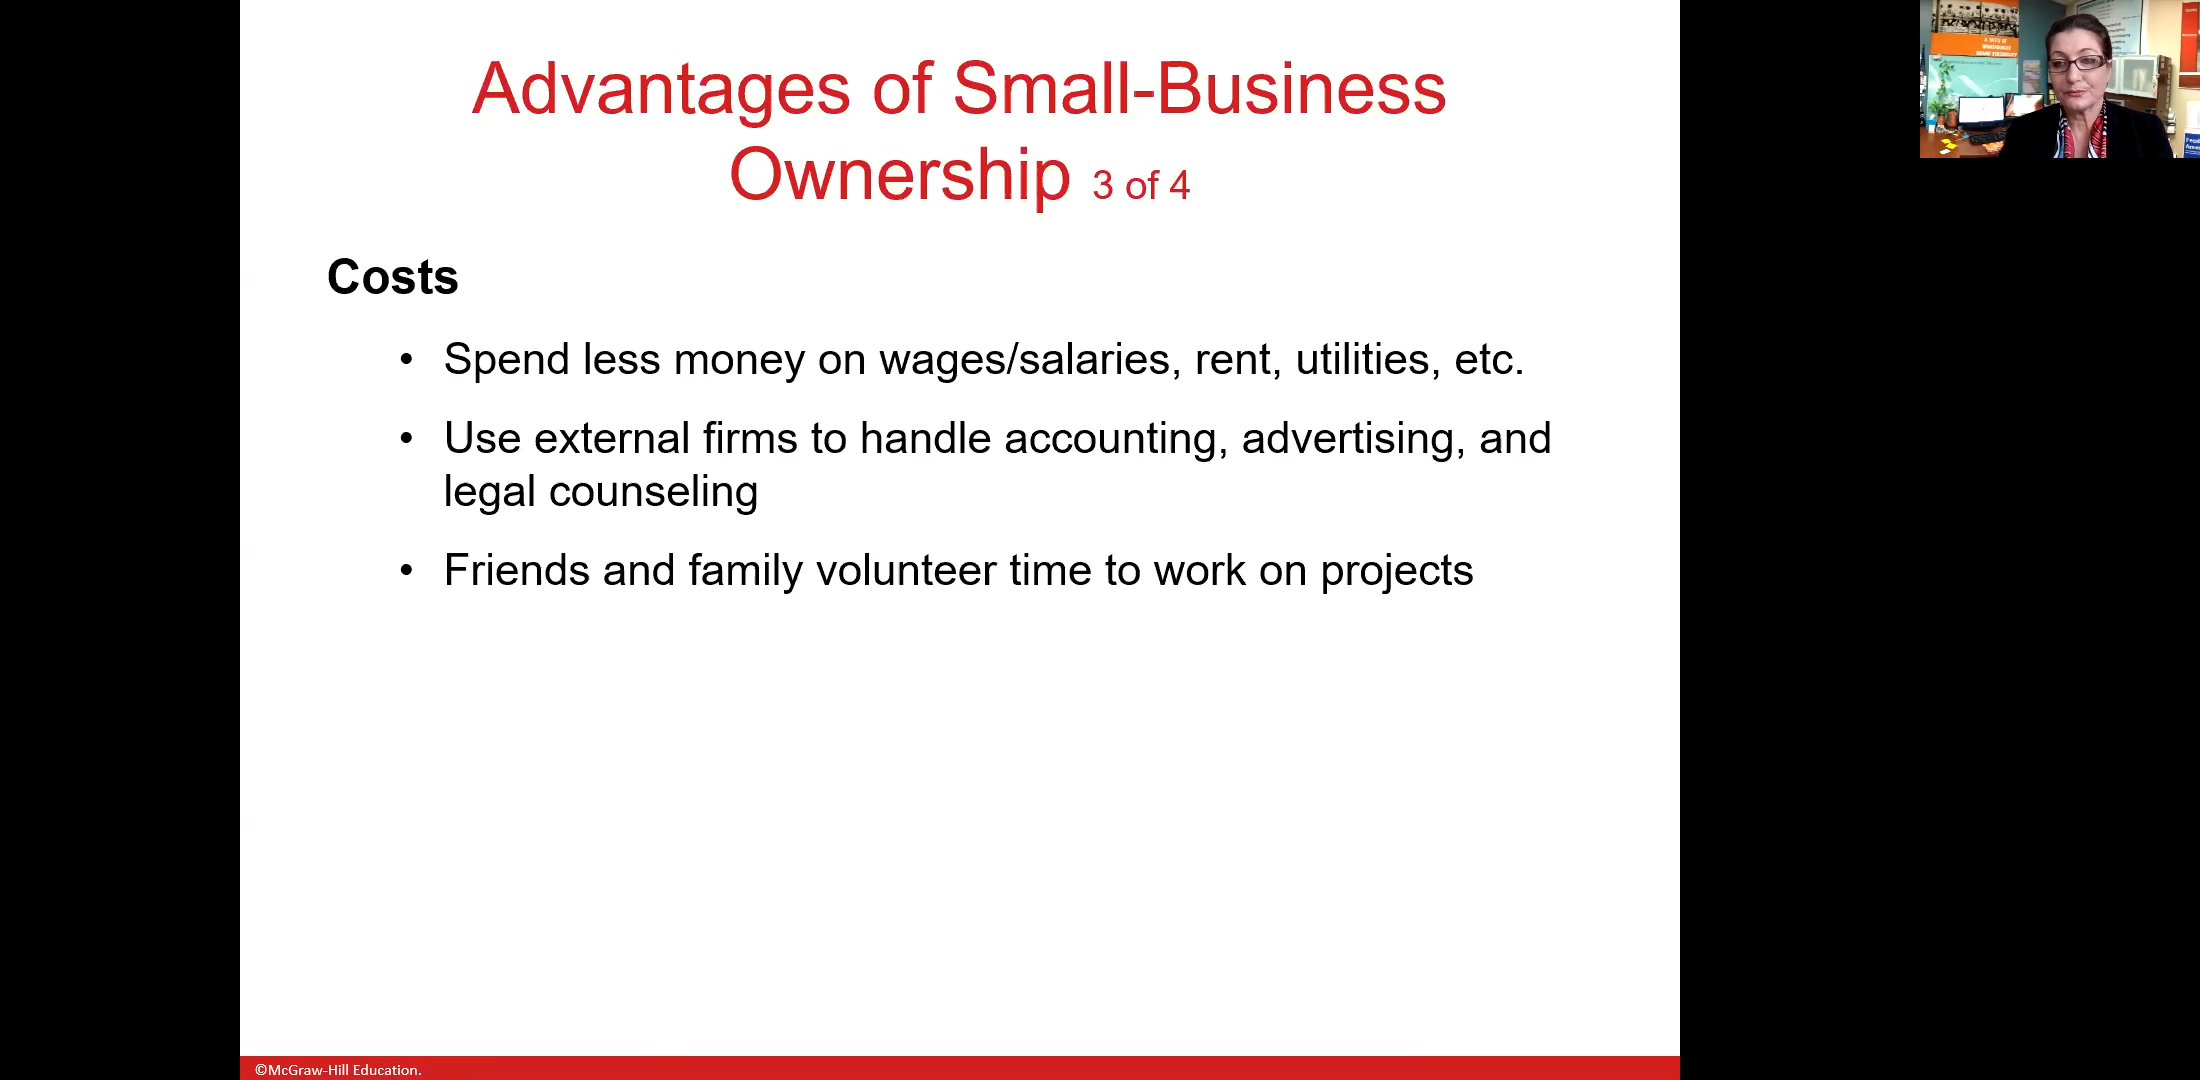 Advantages of Small-Business
Ownership 3 of 4
Costs
• Spend less money on wages/salaries, rent, utilities, etc.
• Use external firms to handle accounting, advertising, and
legal counseling
• Friends and family volunteer time to work on projects
©McGraw-Hill Education.
A TASTE OF